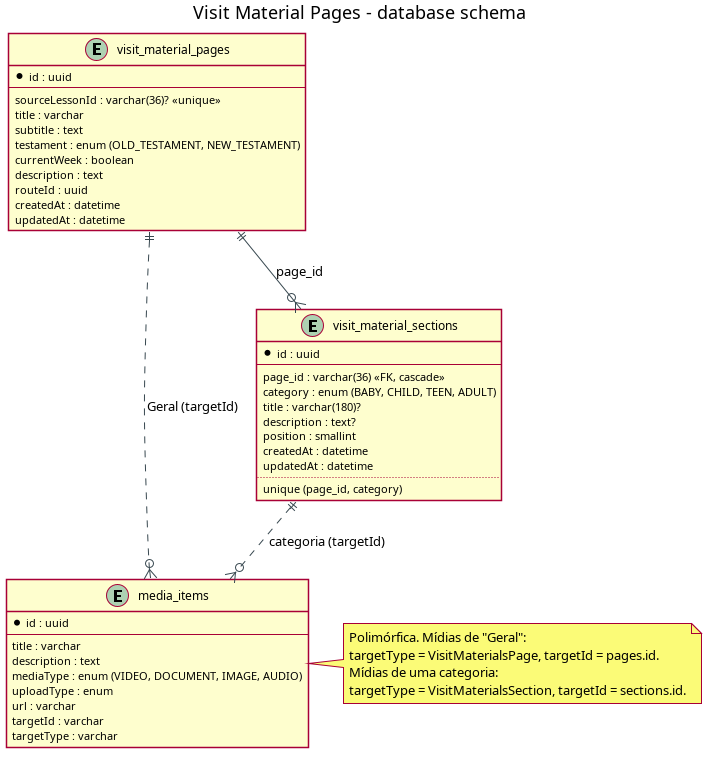 Visit Material Pages - database schema
E visit_material_pages
id : uuid
sourceLessonId : varchar(36)? «unique»
title : varchar
subtitle : text
testament : enum (OLD_TESTAMENT, NEW_TESTAMENT)
currentWeek : boolean
description : text
routeId : uuid
createdAt : datetime
updatedAt : datetime
page_id
E visit_material_sections
id : uuid
page_id : varchar(36) «FK, cascade»
category : enum (BABY, CHILD, TEEN, ADULT)
title : varchar(180)?
description : text?
position : smallint
createdAt : datetime
updatedAt : datetime
unique (page_id, category)
Geral (targetId)
categoria (targetId)
E media_items
id : uuid
title : varchar
description : text
mediaType : enum (VIDEO, DOCUMENT, IMAGE, AUDIO)
uploadType : enum
url : varchar
targetId : varchar
targetType : varchar
Polimórfica. Mídias de "Geral":
targetType = VisitMaterialsPage, targetId = pages.id.
Mídias de uma categoria:
targetType = VisitMaterialsSection, targetId = sections.id.